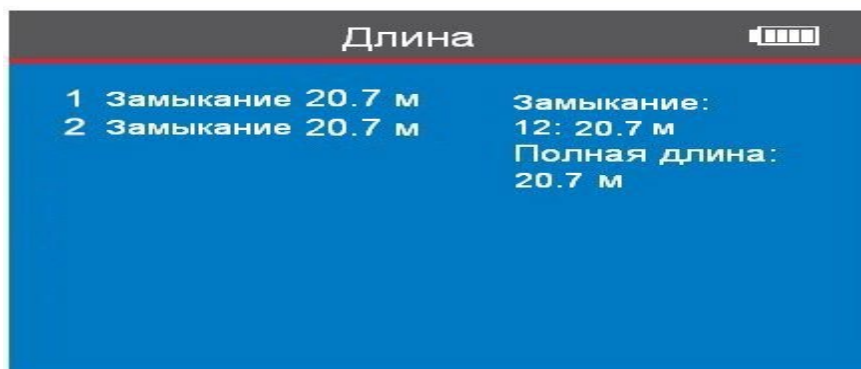 Длина
1 Замыкание 20.7 м
2 Замыкание 20.7 м
Замыкание:
12: 20.7 м
Полная длина:
20.7 м